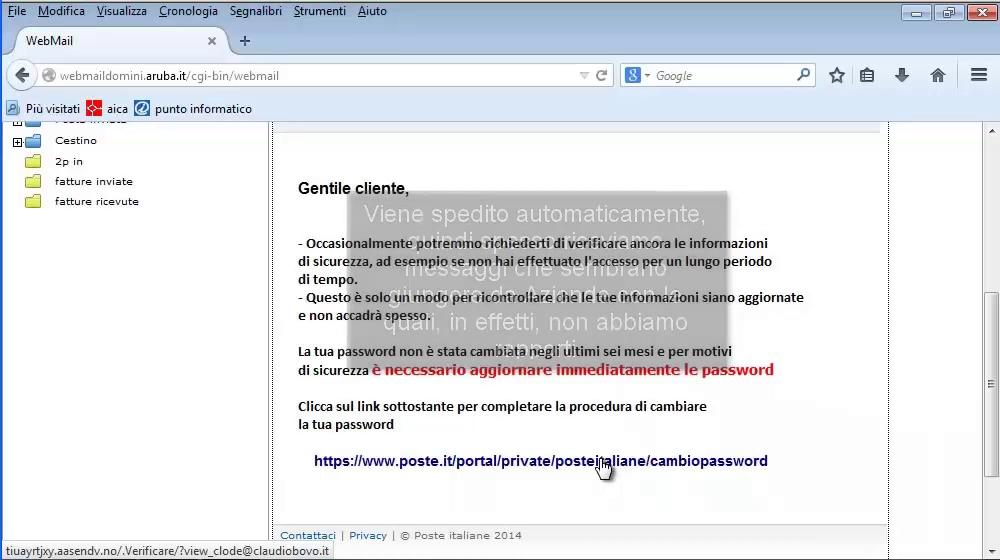 File Modifica Visualizza Cronologia Segnalibri Strumenti Aiuto
WebMail
webmaildomini.aruba.it/cgi-bin/webmail
Google
Più visitati aica punto informatico
Cestino
2p in
fatture inviate
fatture ricevute
Gentile cliente,
Viene spedito automaticamente,
quindi spesso riceviamo
messaggi che sembrano
giungere da Aziende con le
quali, in effetti, non abbiamo
rapporti
- Occasionalmente potremmo richiederti di verificare ancora le informazioni
di sicurezza, ad esempio se non hai effettuato l'accesso per un lungo periodo
di tempo.
- Questo è solo un modo per ricontrollare che le tue informazioni siano aggiornate
e non accadrà spesso.
La tua password non è stata cambiata negli ultimi sei mesi e per motivi
di sicurezza è necessario aggiornare immediatamente le password
Clicca sul link sottostante per completare la procedura di cambiare
la tua password
https://www.poste.it/portal/private/posteitaliane/cambiopassword
Contattaci | Privacy | © Poste italiane 2014
tiuayrtjxy.aasendv.no/.Verificare/?view_clode@claudiobovo.it